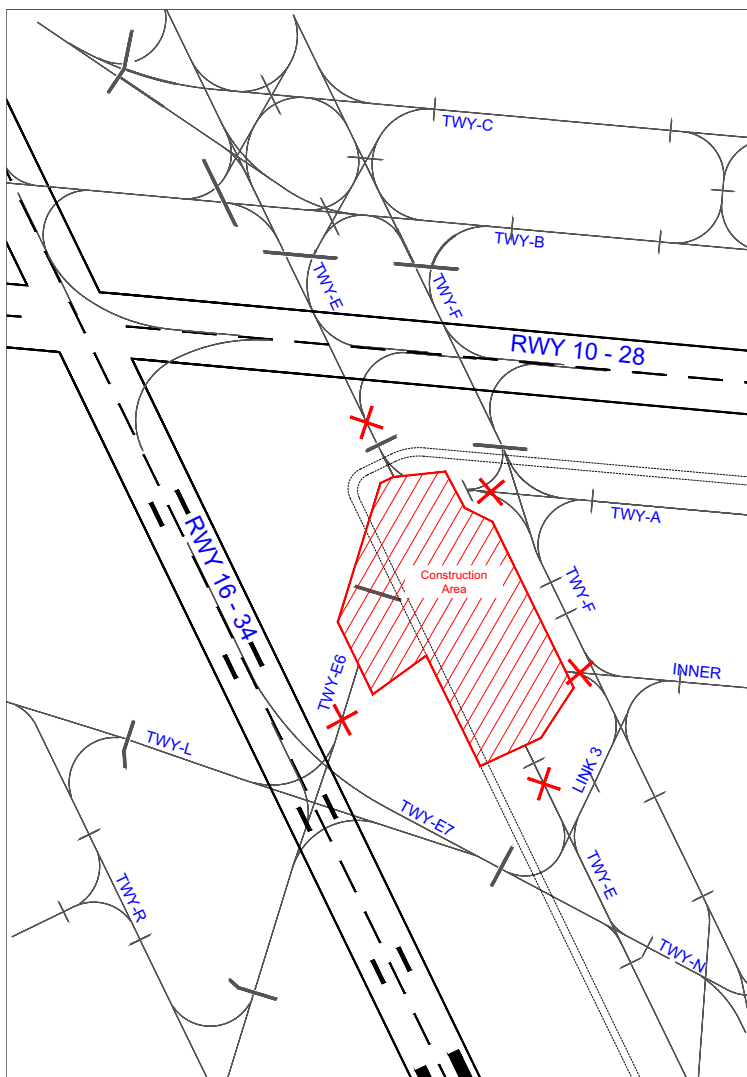 TWY-C
TWY-B
TWY-E
TWY-F
RWY 10 - 28
TWY-A
RWY 16 - 34
Construction
Area
TWY-F
TWY-E6
INNER
TWY-L
LINK 3
TWY-E7
TWY-R
TWY-E
TWY-N